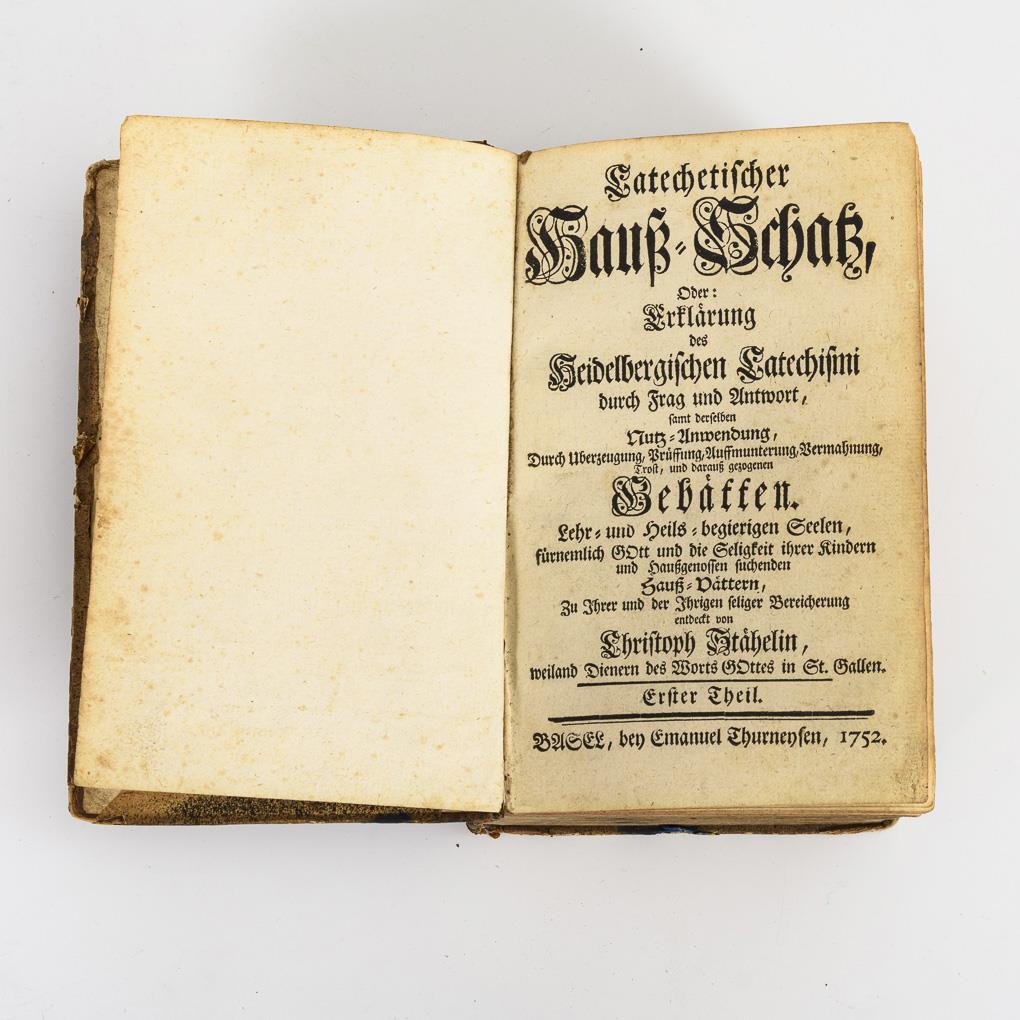 Catechetischer
Hauß-Schatz,
Oder:
Erklärung
des
Heidelbergischen Catechismi
durch Frag und Antwort,
samt derselben
Nutz-Anwendung,
Durch Uberzeugung, Prüffung, Auffmunterung, Vermahnung,
Trost, und darauß gezogenen
Gebätten.
Lehr- und Heils-begierigen Seelen,
fürnemlich GOtt und die Seligkeit ihrer Kindern
und Haußgenossen suchenden
Hauß-Vättern,
Zu Ihrer und der Ihrigen seliger Bereicherung
entdeckt von
Christoph Stähelin,
weiland Dienern des Worts GOttes in St. Gallen.
Erster Theil.
BASEL, bey Emanuel Thurneysen, 1752.